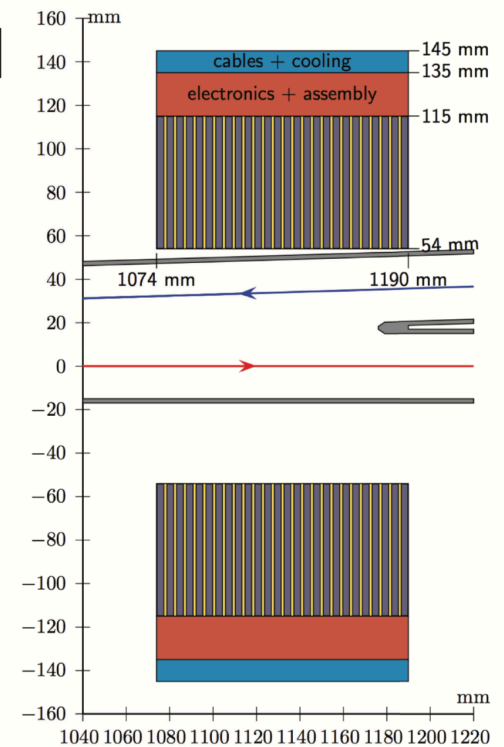 160 mm
140
120
100
80
60
40
20
0
−20
−40
−60
−80
−100
−120
−140
−160
cables + cooling
electronics + assembly
145 mm
135 mm
115 mm
54 mm
1074 mm 1190 mm
mm
1040 1060 1080 1100 1120 1140 1160 1180 1200 1220